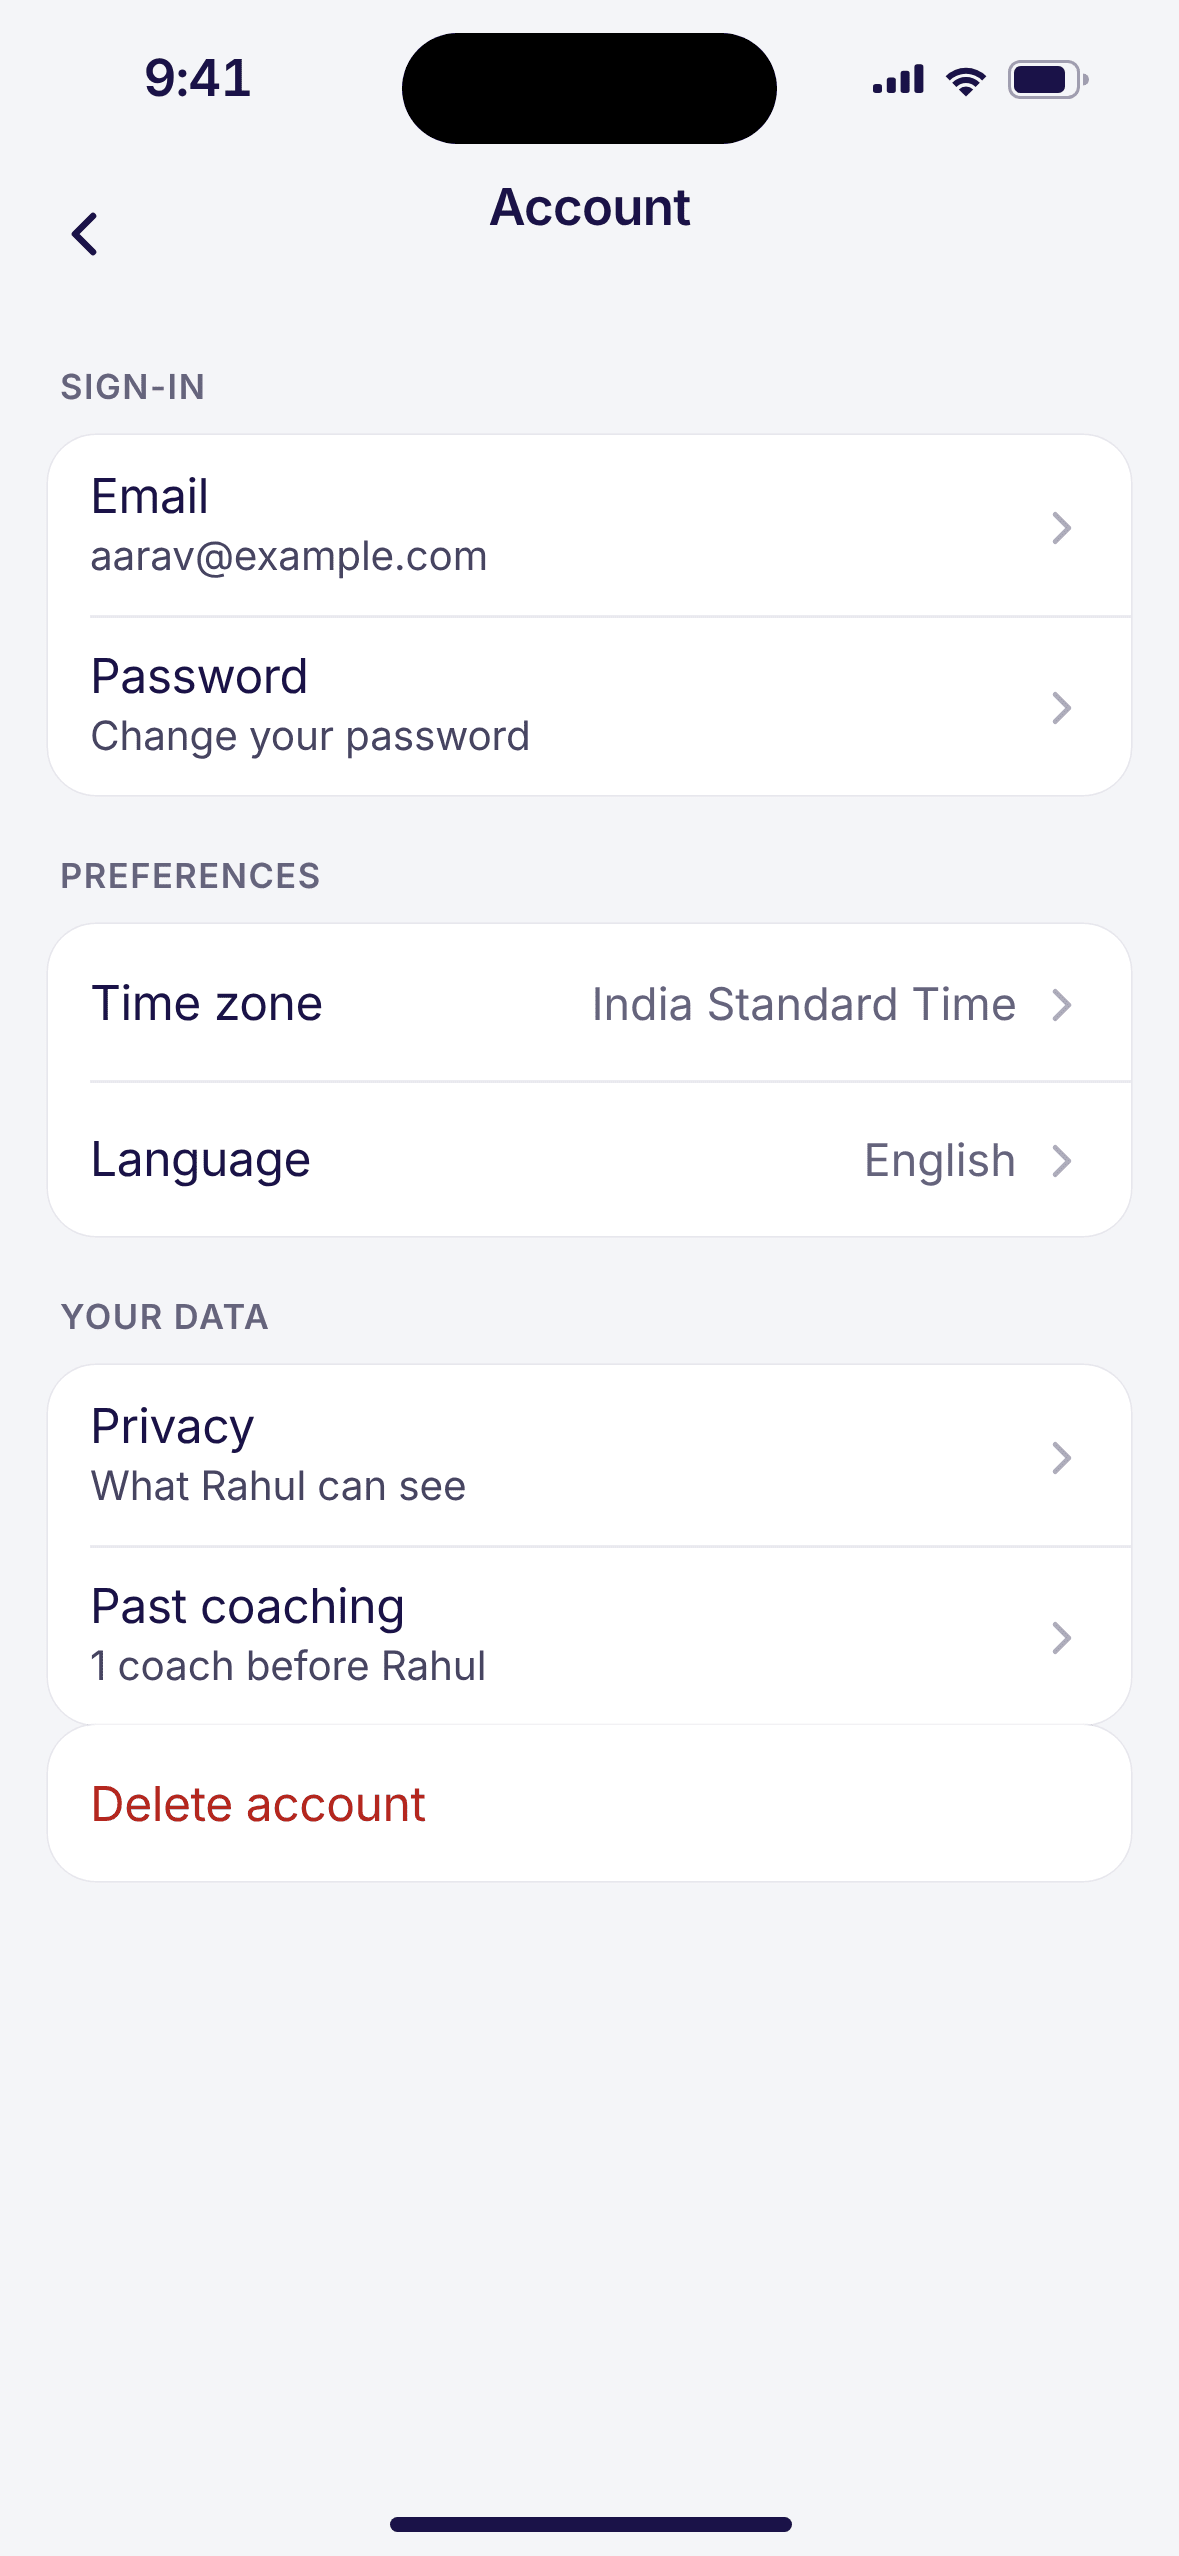 9:41
Account
SIGN-IN
Email
aarav@example.com
Password
Change your password
PREFERENCES
Time zone India Standard Time
Language English
YOUR DATA
Privacy
What Rahul can see
Past coaching
1 coach before Rahul
Delete account